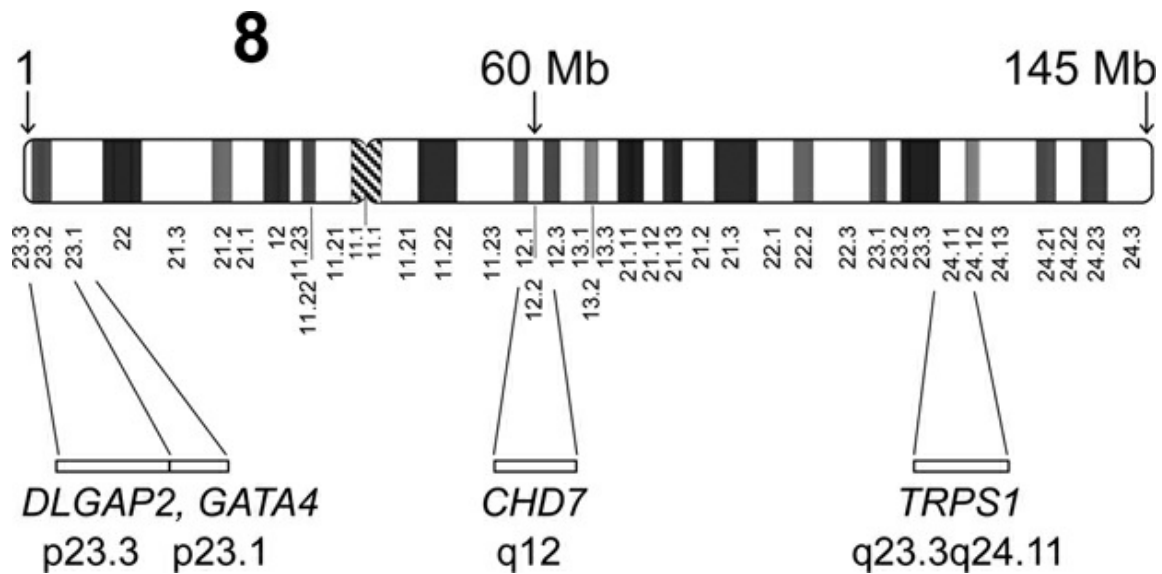 8
1 60 Mb 145 Mb
23.3 23.2 23.1 22 21.3 21.2 21.1 12 11.23 11.22 11.21 11.1 11.1 11.21 11.22 11.23 12.1 12.2 12.3 13.1 13.2 13.3 21.11 21.12 21.13 21.2 21.3 22.1 22.2 22.3 23.1 23.2 23.3 24.11 24.12 24.13 24.21 24.22 24.23 24.3
DLGAP2, GATA4 CHD7 TRPS1
p23.3 p23.1 q12 q23.3q24.11